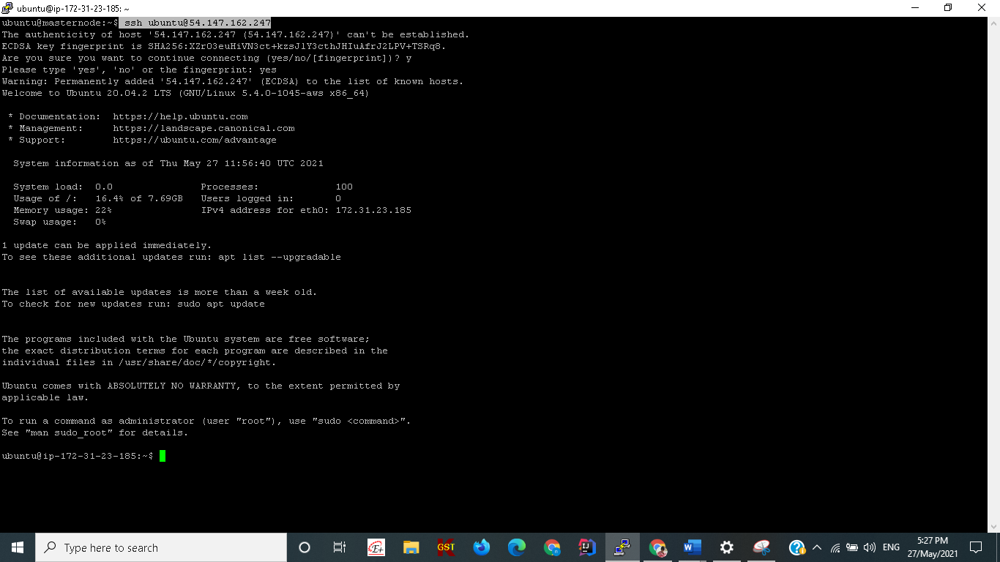 ubuntu@ip-172-31-23-185: ~
ubuntu@masternode:~$ ssh ubuntu@54.147.162.247
The authenticity of host '54.147.162.247 (54.147.162.247)' can't be established.
ECDSA key fingerprint is SHA256:XZrO3euHiVN3ct+kzsJlY3cthJHIuAfrJ2LPV+TSRq8.
Are you sure you want to continue connecting (yes/no/[fingerprint])? y
Please type 'yes', 'no' or the fingerprint: yes
Warning: Permanently added '54.147.162.247' (ECDSA) to the list of known hosts.
Welcome to Ubuntu 20.04.2 LTS (GNU/Linux 5.4.0-1045-aws x86_64)
* Documentation:  https://help.ubuntu.com
* Management:     https://landscape.canonical.com
* Support:        https://ubuntu.com/advantage
System information as of Thu May 27 11:56:40 UTC 2021
System load:  0.0                Processes:             100
Usage of /:   16.4% of 7.69GB   Users logged in:       0
Memory usage: 22%               IPv4 address for eth0: 172.31.23.185
Swap usage:   0%
1 update can be applied immediately.
To see these additional updates run: apt list --upgradable
The list of available updates is more than a week old.
To check for new updates run: sudo apt update
The programs included with the Ubuntu system are free software;
the exact distribution terms for each program are described in the
individual files in /usr/share/doc/*/copyright.
Ubuntu comes with ABSOLUTELY NO WARRANTY, to the extent permitted by
applicable law.
To run a command as administrator (user "root"), use "sudo <command>".
See "man sudo_root" for details.
ubuntu@ip-172-31-23-185:~$
Type here to search
E+
GST
IJ
W
ENG
5:27 PM
27/May/2021